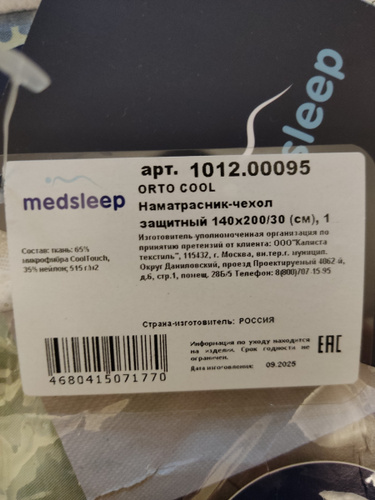 sleep
арт. 1012.00095
medsleep
ORTO COOL
Наматрасник-чехол
защитный 140х200/30 (см), 1
Состав: ткань: 65%
микрофибра CoolTouch,
35% нейлон; 515 г/м2
Изготовитель-уполномоченная организация по
принятию претензий от клиента: ООО"Калиста
текстиль", 115432, г. Москва, вн.тер.г. муницип.
Округ Даниловский, проезд Проектируемый 4062-й,
д.6, стр.1, помещ. 286/5 Телефон: 8(800)707-15-95
Страна-изготовитель: РОССИЯ
Информация по уходу находится
на изделии. Срок годности не
ограничен.
Дата изготовления: 09.2025
EAC
4680415071770